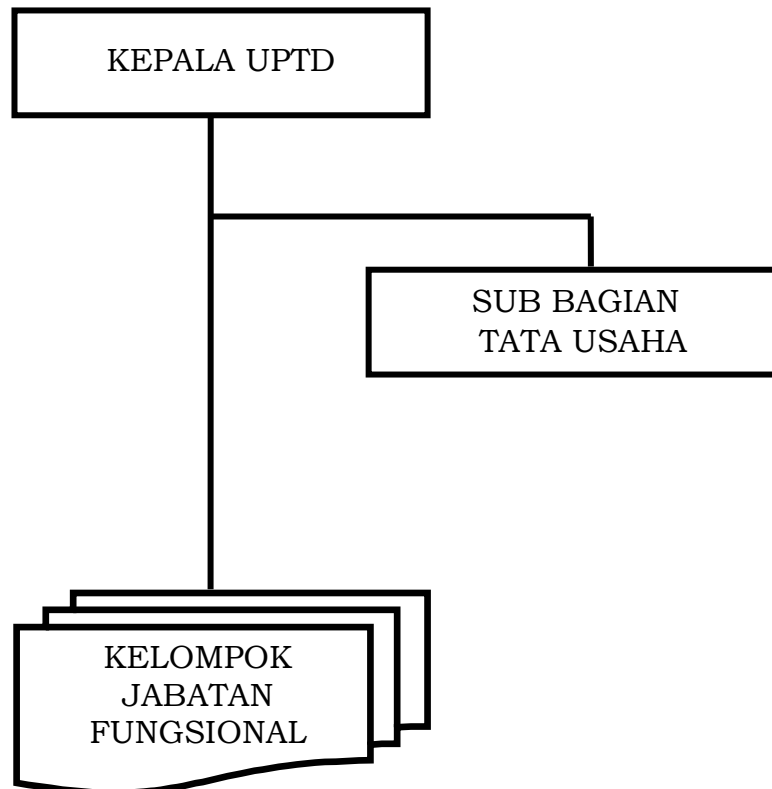 KEPALA UPTD
SUB BAGIAN
TATA USAHA
KELOMPOK
JABATAN
FUNGSIONAL